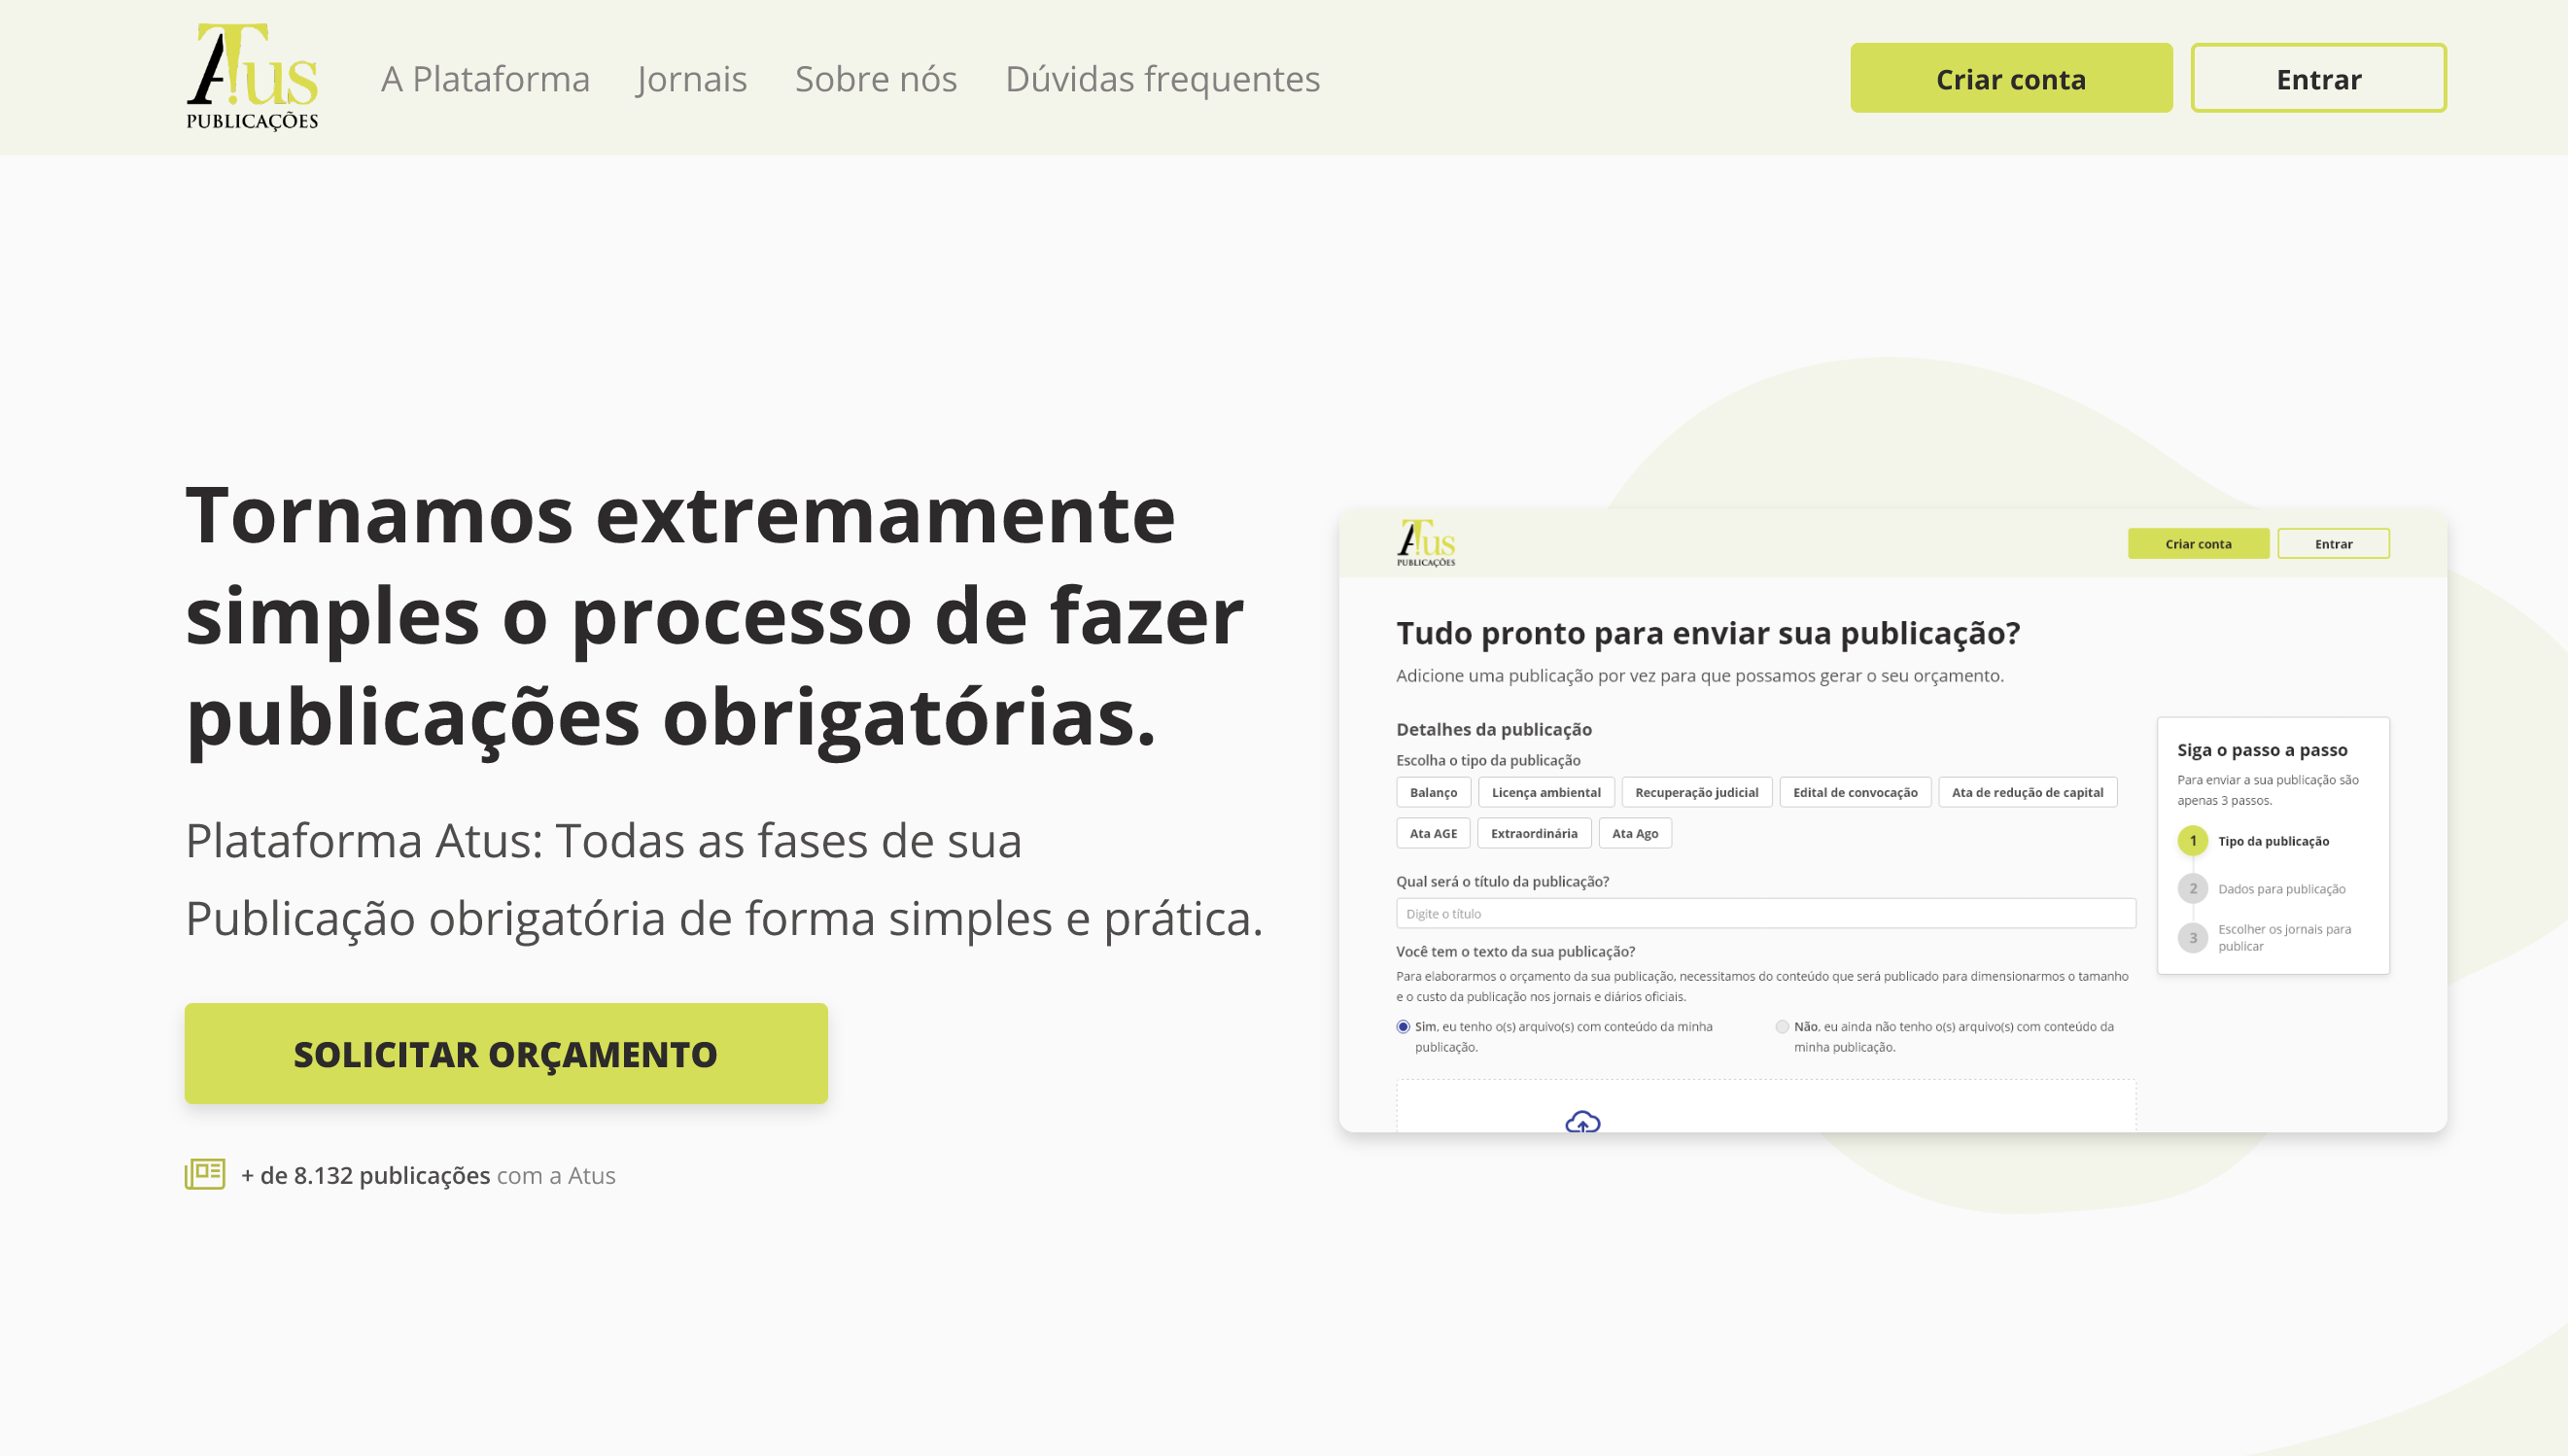 Atus
PUBLICAÇÕES
A Plataforma
Jornais
Sobre nós
Dúvidas frequentes
Criar conta
Entrar
Tornamos extremamente
simples o processo de fazer
publicações obrigatórias.
Plataforma Atus: Todas as fases de sua
Publicação obrigatória de forma simples e prática.
SOLICITAR ORÇAMENTO
+ de 8.132 publicações com a Atus
Atus
PUBLICAÇÕES
Criar conta
Entrar
Tudo pronto para enviar sua publicação?
Adicione uma publicação por vez para que possamos gerar o seu orçamento.
Detalhes da publicação
Escolha o tipo da publicação
Balanço
Licença ambiental
Recuperação judicial
Edital de convocação
Ata de redução de capital
Ata AGE
Extraordinária
Ata Ago
Qual será o título da publicação?
Digite o título
Você tem o texto da sua publicação?
Para elaborarmos o orçamento da sua publicação, necessitamos do conteúdo que será publicado para dimensionarmos o tamanho
e o custo da publicação nos jornais e diários oficiais.
Sim, eu tenho o(s) arquivo(s) com conteúdo da minha
publicação.
Não, eu ainda não tenho o(s) arquivo(s) com conteúdo da
minha publicação.
Siga o passo a passo
Para enviar a sua publicação são
apenas 3 passos.
1 Tipo da publicação
2 Dados para publicação
3 Escolher os jornais para
publicar